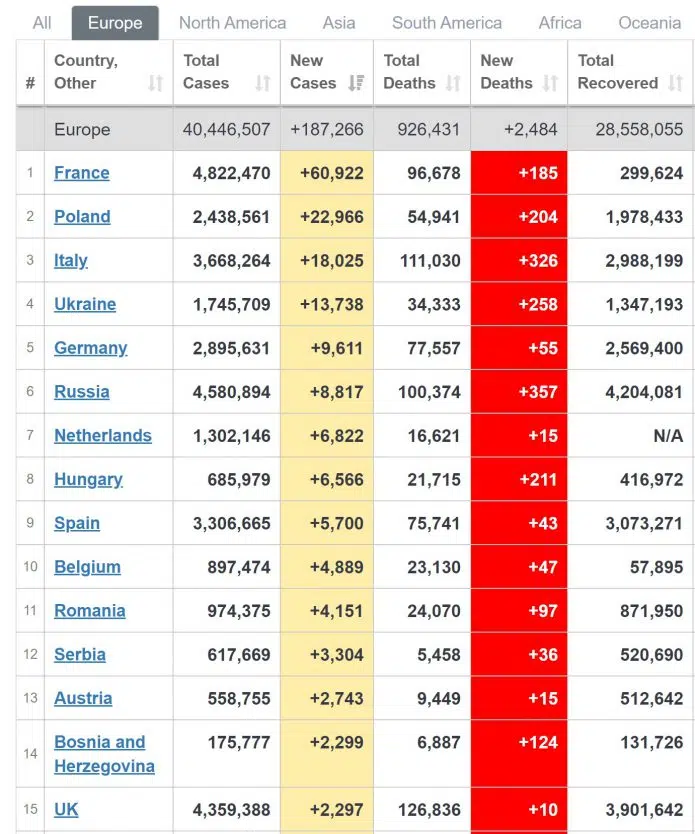 All Europe North America Asia South America Africa Oceania
# Country, Other Total Cases New Cases Total Deaths New Deaths Total Recovered
Europe 40,446,507 +187,266 926,431 +2,484 28,558,055
1 France 4,822,470 +60,922 96,678 +185 299,624
2 Poland 2,438,561 +22,966 54,941 +204 1,978,433
3 Italy 3,668,264 +18,025 111,030 +326 2,988,199
4 Ukraine 1,745,709 +13,738 34,333 +258 1,347,193
5 Germany 2,895,631 +9,611 77,557 +55 2,569,400
6 Russia 4,580,894 +8,817 100,374 +357 4,204,081
7 Netherlands 1,302,146 +6,822 16,621 +15 N/A
8 Hungary 685,979 +6,566 21,715 +211 416,972
9 Spain 3,306,665 +5,700 75,741 +43 3,073,271
10 Belgium 897,474 +4,889 23,130 +47 57,895
11 Romania 974,375 +4,151 24,070 +97 871,950
12 Serbia 617,669 +3,304 5,458 +36 520,690
13 Austria 558,755 +2,743 9,449 +15 512,642
14 Bosnia and Herzegovina 175,777 +2,299 6,887 +124 131,726
15 UK 4,359,388 +2,297 126,836 +10 3,901,642